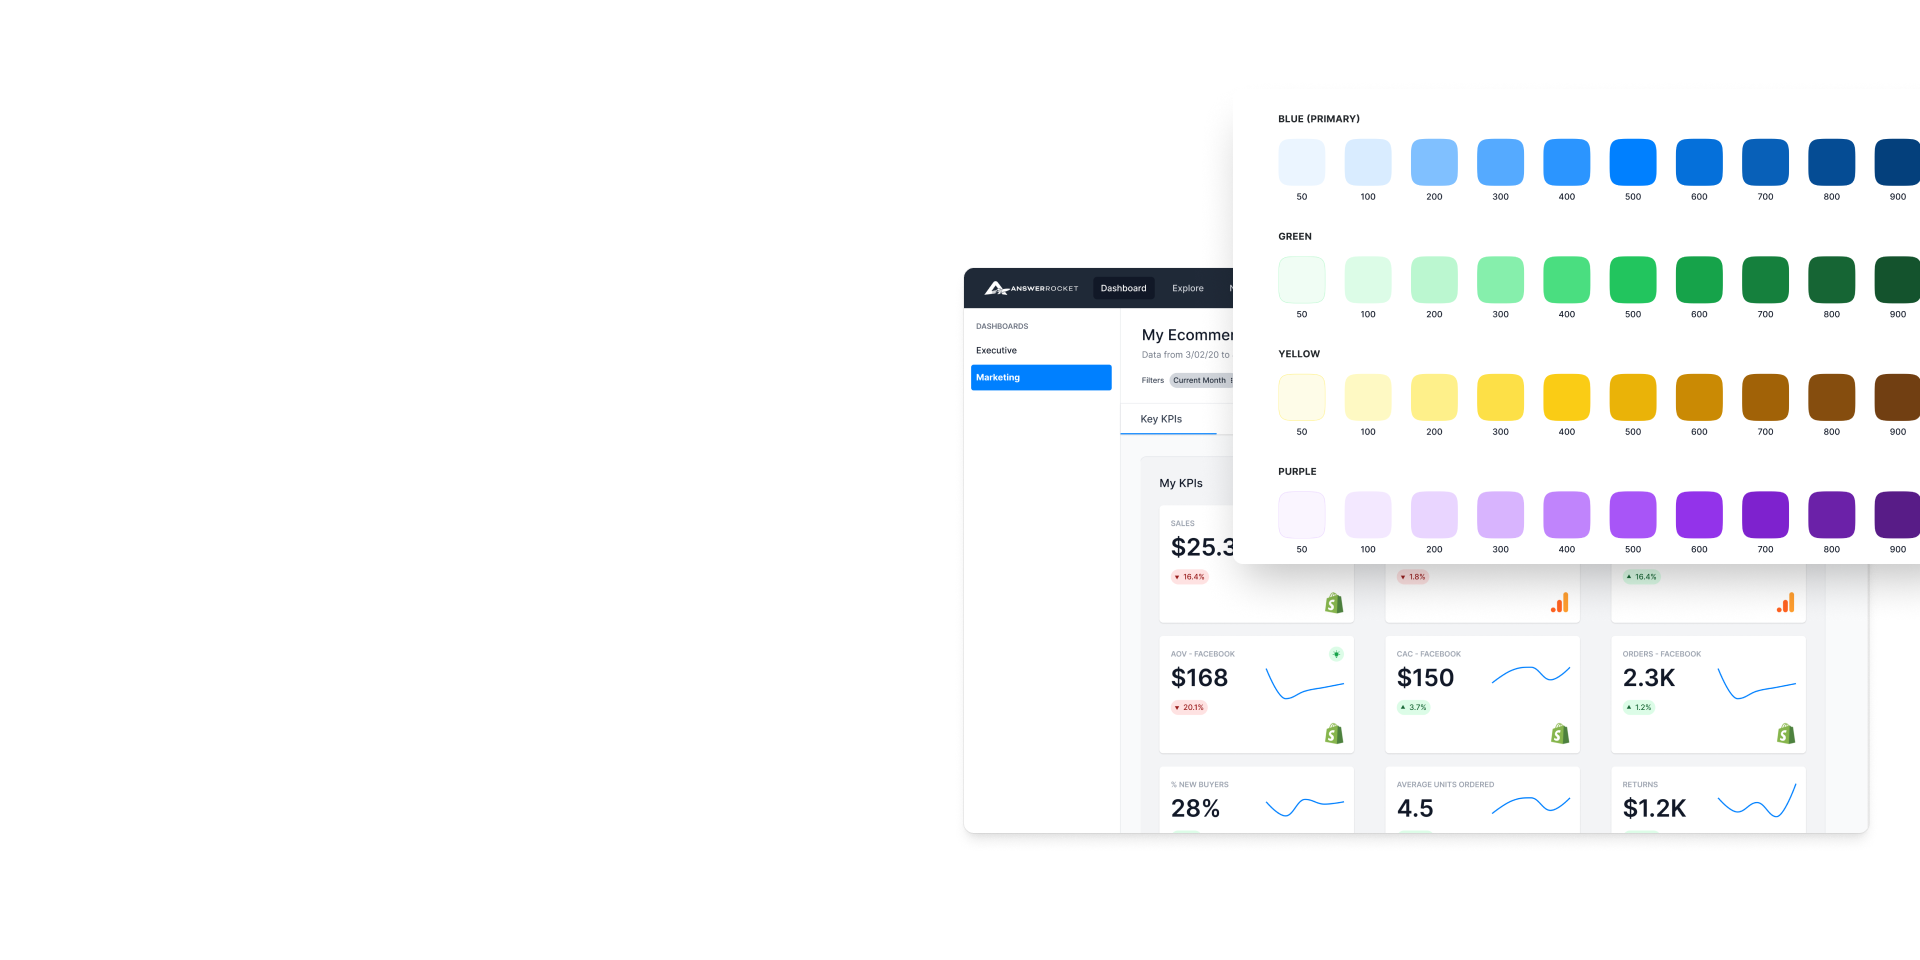 BLUE (PRIMARY)
50 100 200 300 400 500 600 700 800 900
GREEN
50 100 200 300 400 500 600 700 800 900
YELLOW
50 100 200 300 400 500 600 700 800 900
PURPLE
50 100 200 300 400 500 600 700 800 900
ANSWERROCKET Dashboard Explore
DASHBOARDS
Executive
Marketing
My Ecommer
Data from 3/02/20 to
Filters Current Month
Key KPIs
My KPIs
SALES
$25.3
16.4%
1.8%
16.4%
AOV - FACEBOOK
$168
20.1%
CAC - FACEBOOK
$150
3.7%
ORDERS - FACEBOOK
2.3K
1.2%
% NEW BUYERS
28%
AVERAGE UNITS ORDERED
4.5
RETURNS
$1.2K